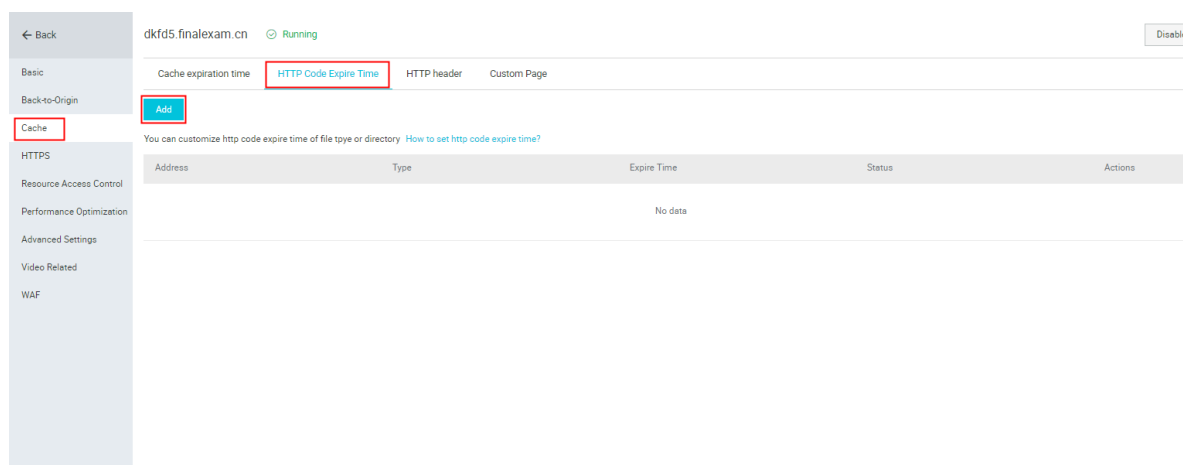 ← Back
dkfd5.finalexam.cn Running
Basic
Back-to-Origin
Cache
HTTPS
Resource Access Control
Performance Optimization
Advanced Settings
Video Related
WAF
Cache expiration time HTTP Code Expire Time HTTP header Custom Page
Add
You can customize http code expire time of file tpye or directory How to set http code expire time?
Address Type Expire Time Status Actions
No data